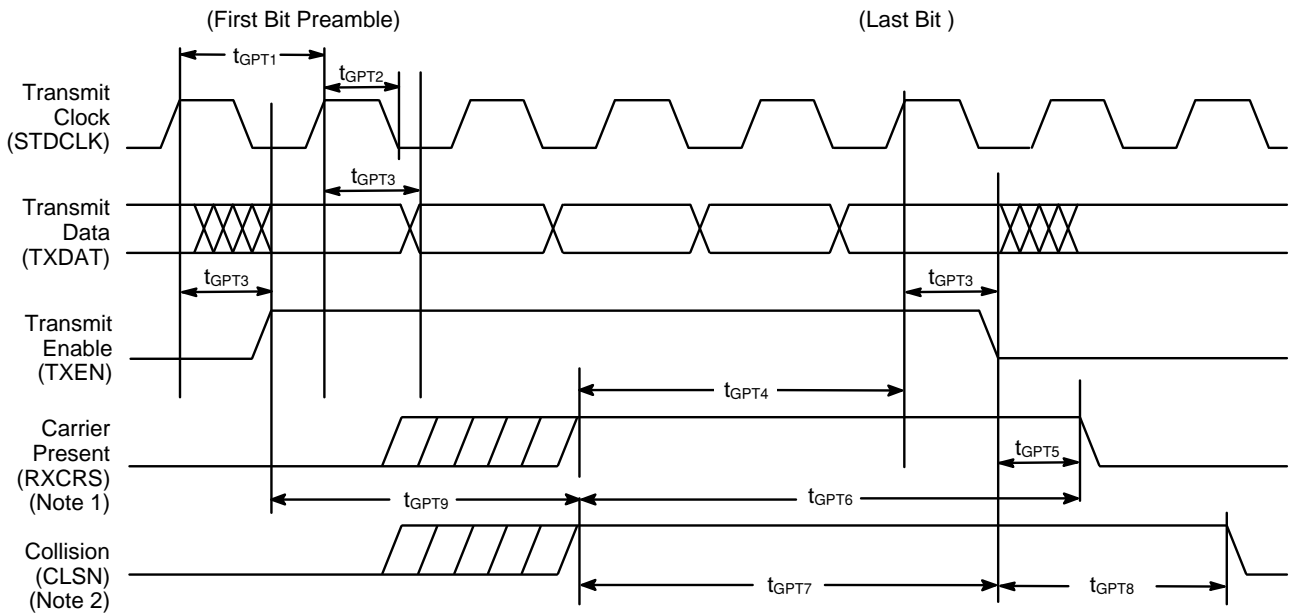 (First Bit Preamble)
(Last Bit )
tGPT1
tGPT2
Transmit
Clock
(STDCLK)
tGPT3
Transmit
Data
(TXDAT)
tGPT3
tGPT3
Transmit
Enable
(TXEN)
tGPT4
Carrier
Present
(RXCRS)
(Note 1)
tGPT5
tGPT9
tGPT6
Collision
(CLSN)
(Note 2)
tGPT7
tGPT8